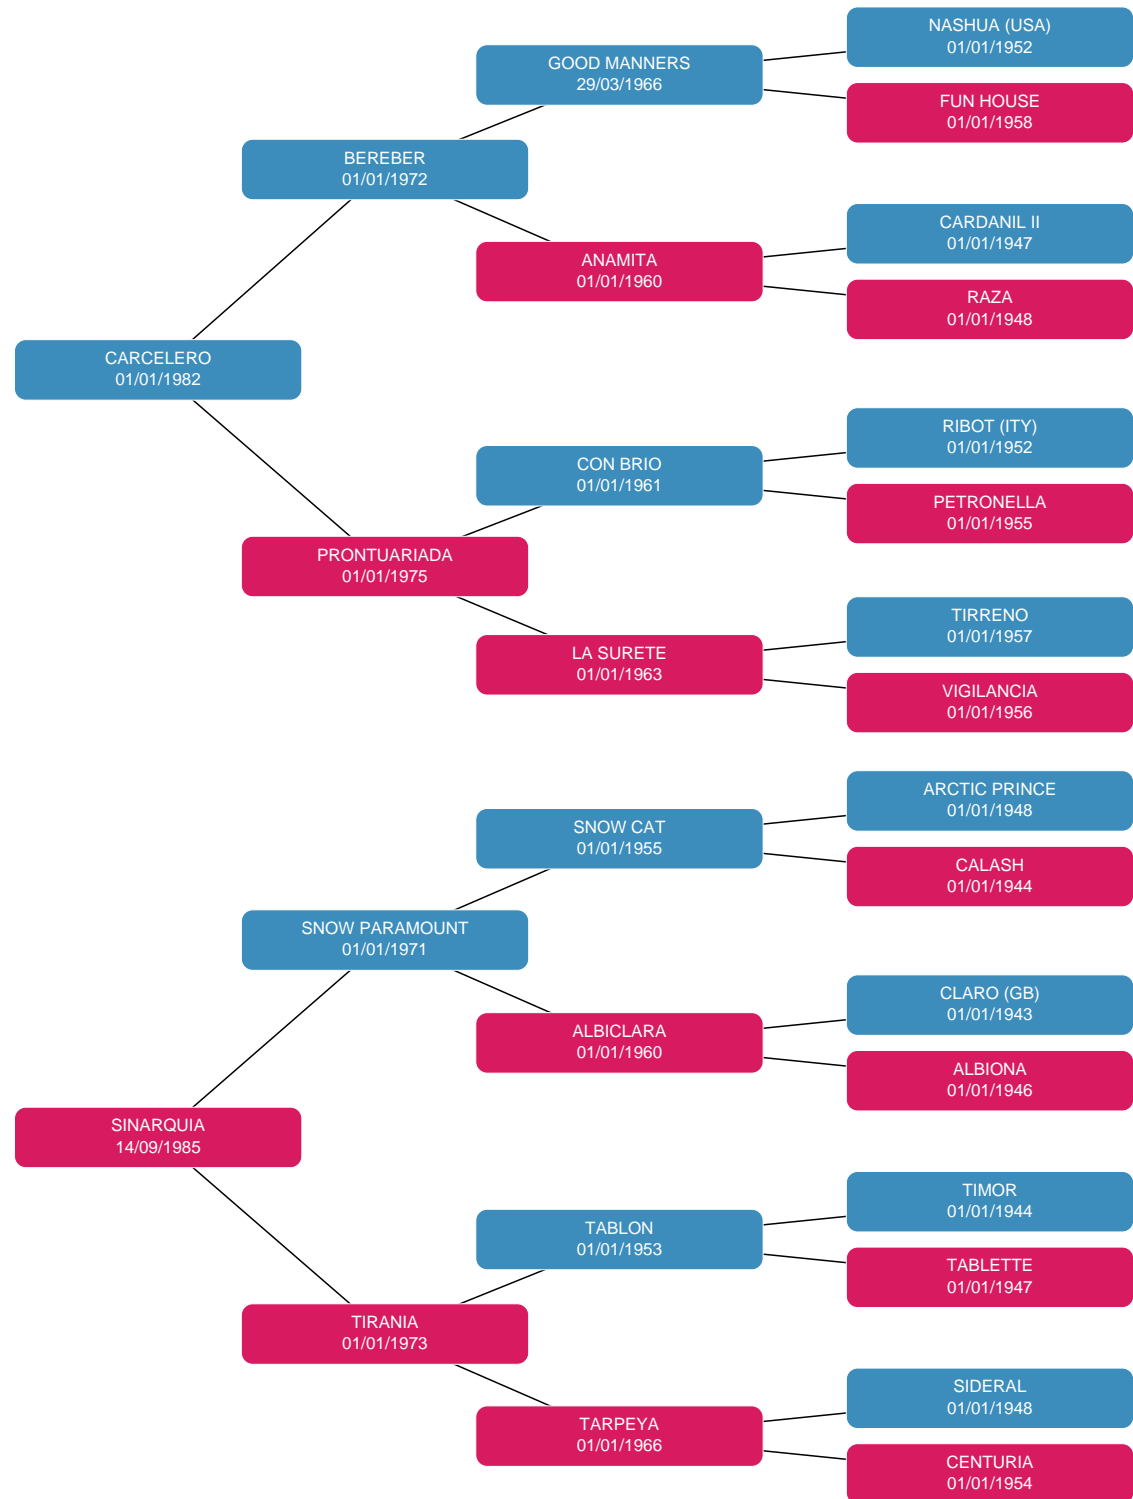 NASHUA (USA)
01/01/1952
GOOD MANNERS
29/03/1966
FUN HOUSE
01/01/1958
BEREBER
01/01/1972
CARDANIL II
01/01/1947
ANAMITA
01/01/1960
RAZA
01/01/1948
CARCELERO
01/01/1982
RIBOT (ITY)
01/01/1952
CON BRIO
01/01/1961
PETRONELLA
01/01/1955
PRONTUARIADA
01/01/1975
TIRRENO
01/01/1957
LA SURETE
01/01/1963
VIGILANCIA
01/01/1956
ARCTIC PRINCE
01/01/1948
SNOW CAT
01/01/1955
CALASH
01/01/1944
SNOW PARAMOUNT
01/01/1971
CLARO (GB)
01/01/1943
ALBICLARA
01/01/1960
ALBIONA
01/01/1946
SINARQUIA
14/09/1985
TIMOR
01/01/1944
TABLON
01/01/1953
TABLETTE
01/01/1947
TIRANIA
01/01/1973
SIDERAL
01/01/1948
TARPEYA
01/01/1966
CENTURIA
01/01/1954